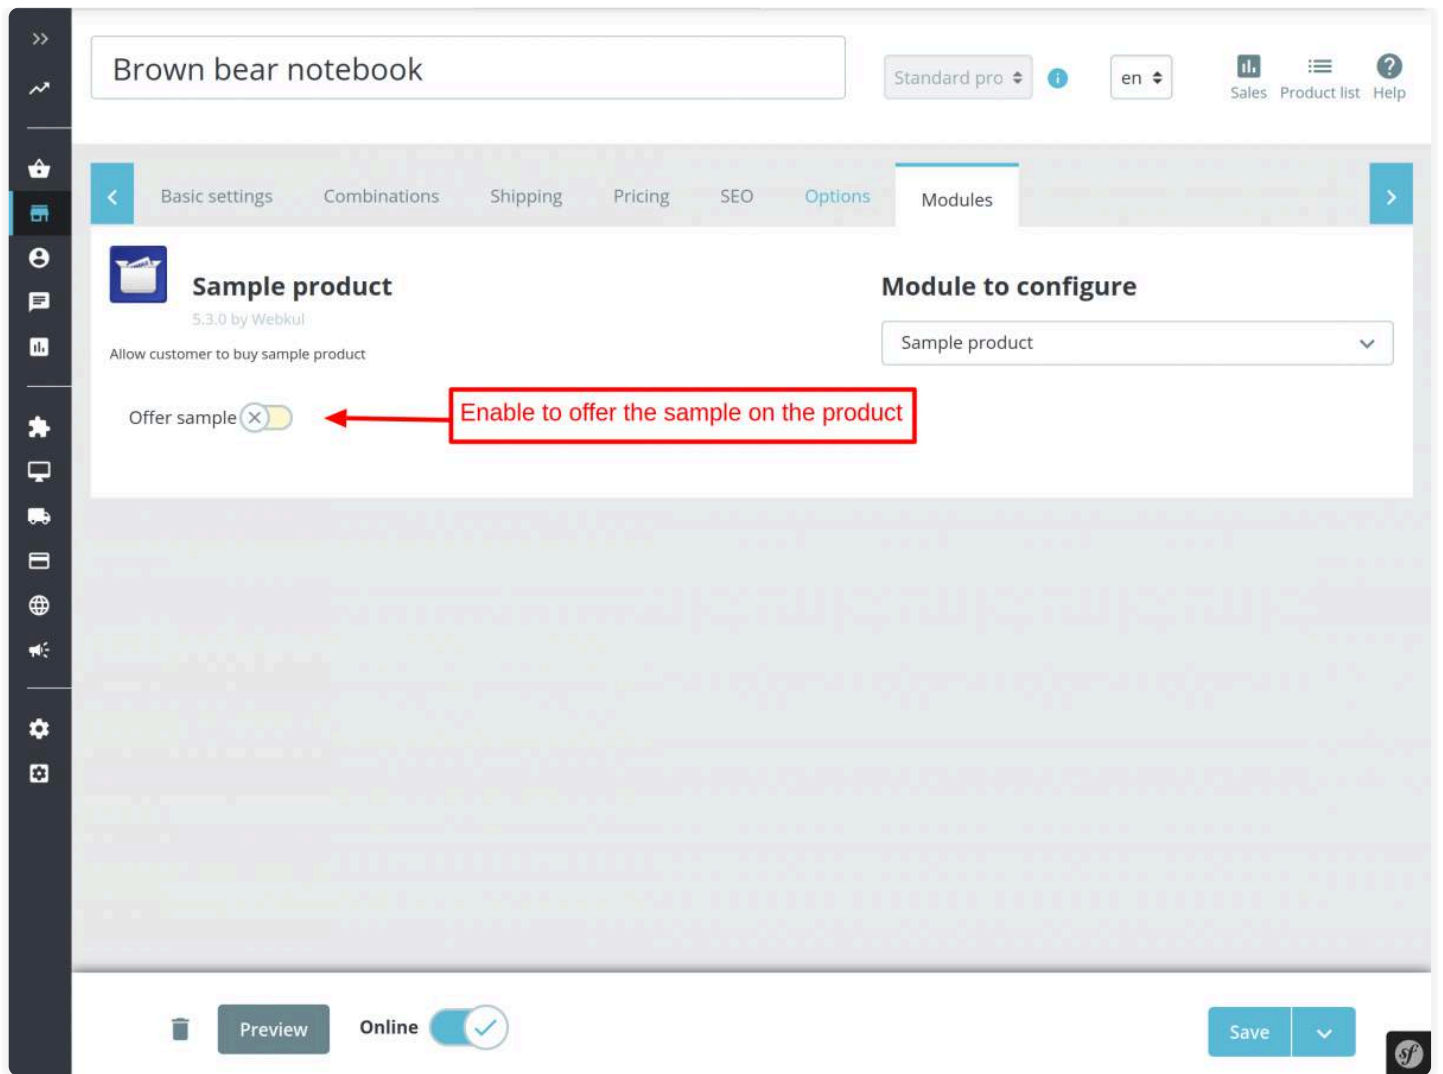 Brown bear notebook
Standard pro
en
Sales
Product list
Help
Basic settings
Combinations
Shipping
Pricing
SEO
Options
Modules
Sample product
5.3.0 by Webkul
Allow customer to buy sample product
Module to configure
Sample product
Offer sample
Enable to offer the sample on the product
Preview
Online
Save
sf